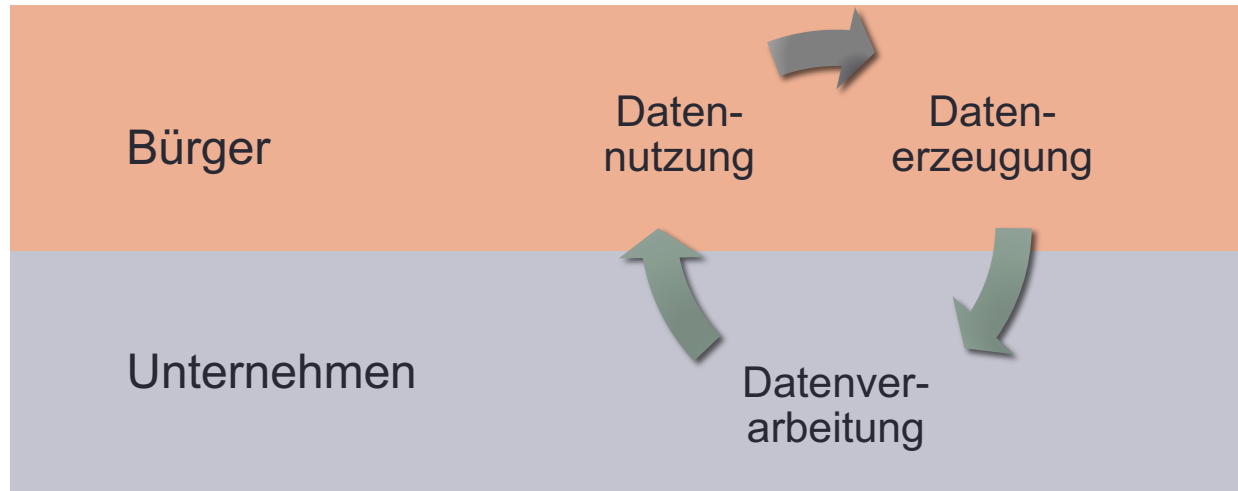 Bürger
Daten-
nutzung
Daten-
erzeugung
Unternehmen
Datenver-
arbeitung